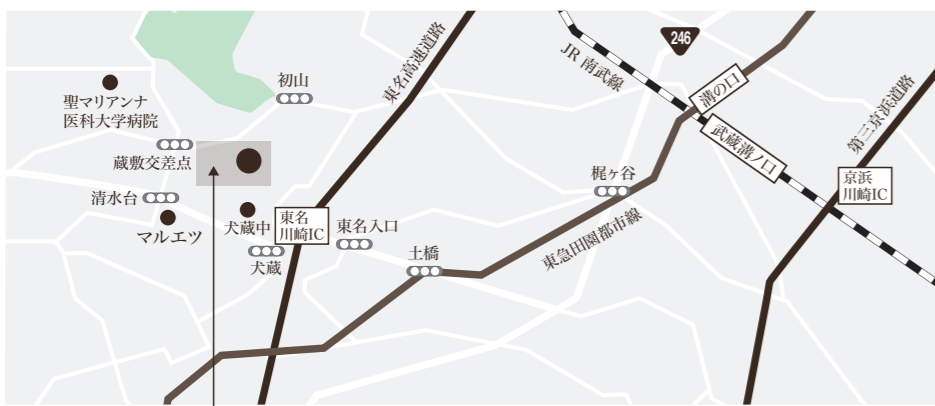 246
JR 南武線
東名高速道路
溝の口
初山
第三京浜道路
聖マリアンナ
医科大学病院
武蔵溝ノ口
蔵敷交差点
梶ヶ谷
京浜
川崎IC
清水台
マルエツ
犬蔵中
東名
川崎IC
東名入口
東急田園都市線
土橋
犬蔵